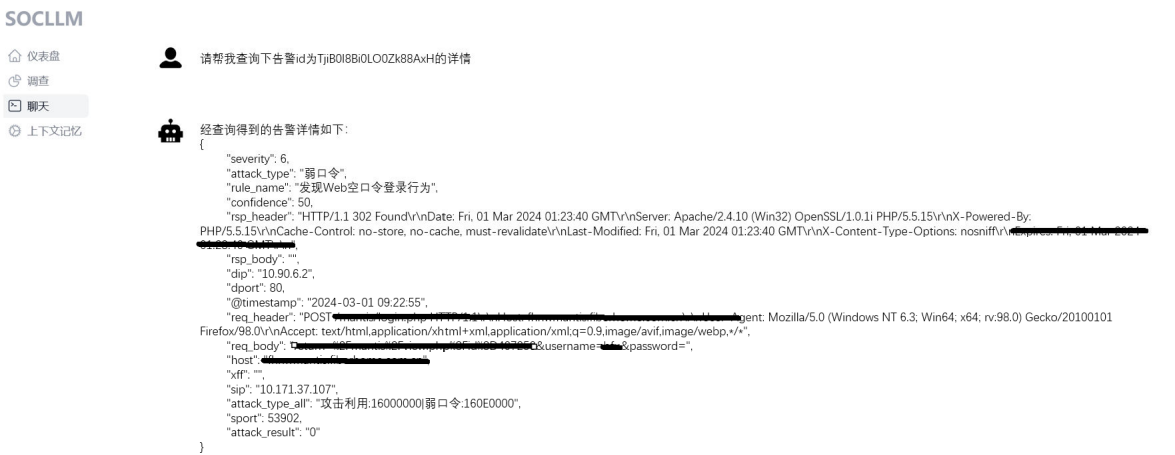 SOCLLM
仪表盘
调查
聊天
上下文记忆
请帮我查询下告警id为TjiB0I8Bi0LO0Zk88AxH的详情
经查询得到的告警详情如下:
{
"severity": 6,
"attack_type": "弱口令",
"rule_name": "发现Web空口令登录行为",
"confidence": 50,
"rsp_header": "HTTP/1.1 302 Found\r\nDate: Fri, 01 Mar 2024 01:23:40 GMT\r\nServer: Apache/2.4.10 (Win32) OpenSSL/1.0.1i PHP/5.5.15\r\nX-Powered-By:
PHP/5.5.15\r\nCache-Control: no-store, no-cache, must-revalidate\r\nLast-Modified: Fri, 01 Mar 2024 01:23:40 GMT\r\nX-Content-Type-Options: nosniff\r\
"rsp_body": "",
"dip": "10.90.6.2",
"dport": 80,
"@timestamp": "2024-03-01 09:22:55",
"req_header": "POST gent: Mozilla/5.0 (Windows NT 6.3; Win64; x64; rv:98.0) Gecko/20100101
Firefox/98.0\r\nAccept: text/html,application/xhtml+xml,application/xml;q=0.9,image/avif,image/webp,*/*",
"req_body": " &username= &password=",
"host":
"xff": "",
"sip": "10.171.37.107",
"attack_type_all": "攻击利用:16000000|弱口令:160E0000",
"sport": 53902,
"attack_result": "0"
}